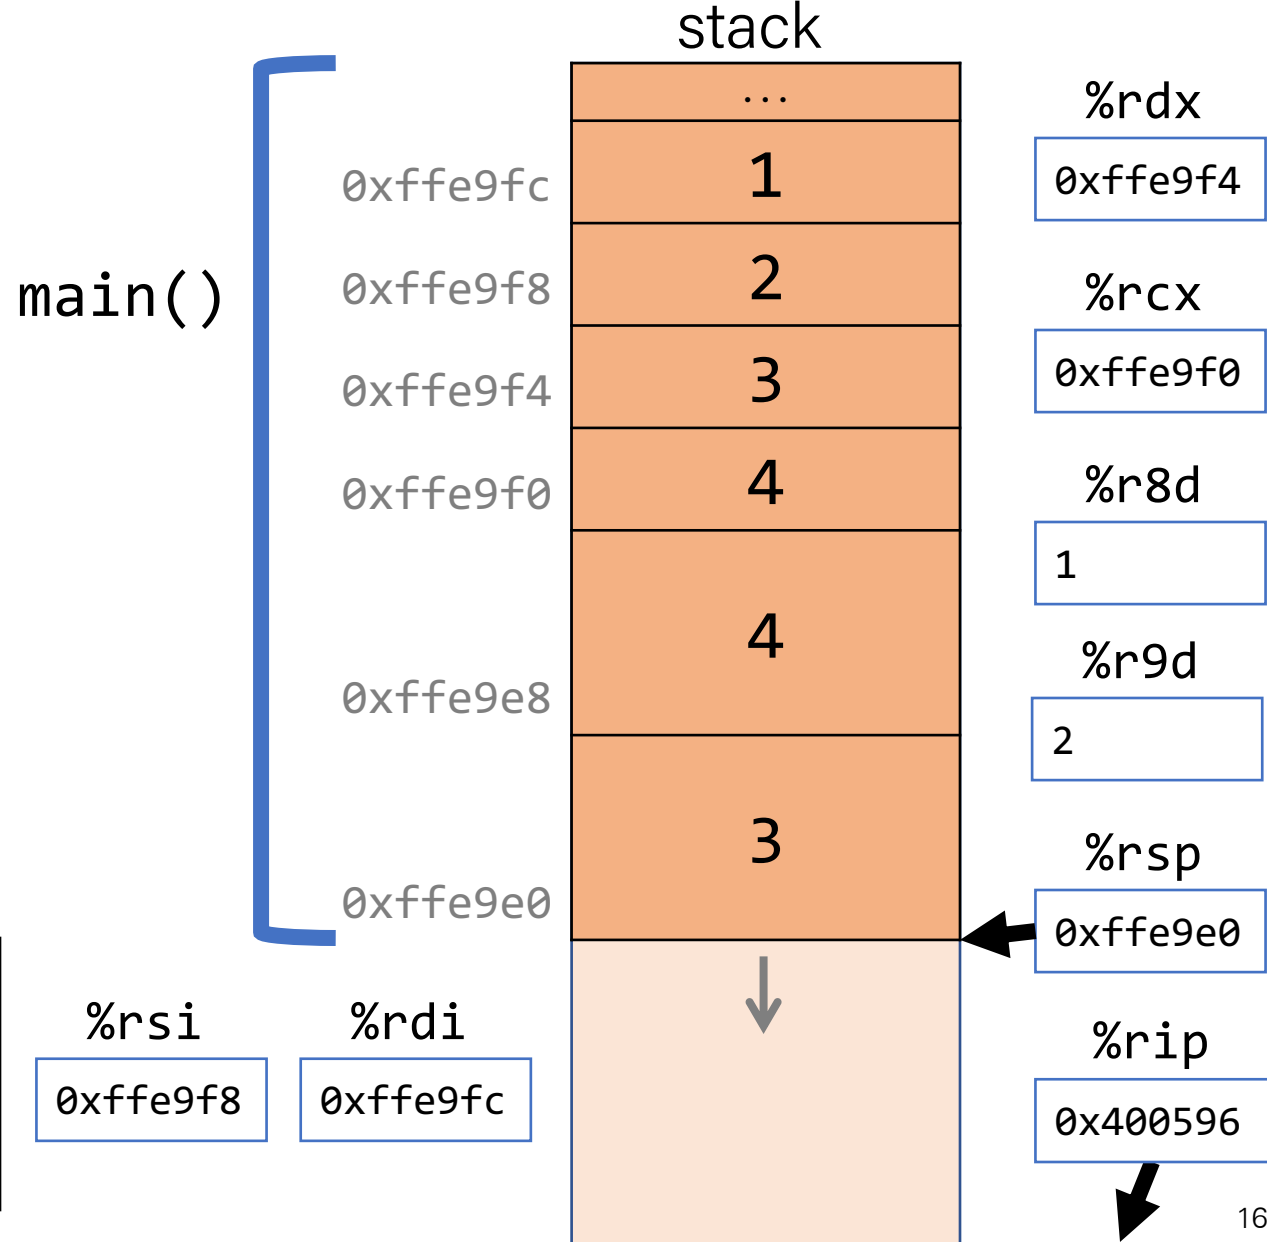 stack
...
%rdx
1
0xffe9fc
0xffe9f4
2
main()
0xffe9f8
%rcx
3
0xffe9f4
0xffe9f0
4
0xffe9f0
%r8d
1
4
0xffe9e8
%r9d
2
3
0xffe9e0
%rsp
0xffe9e0
%rsi
%rdi
%rip
0xffe9f8
0xffe9fc
0x400596
16